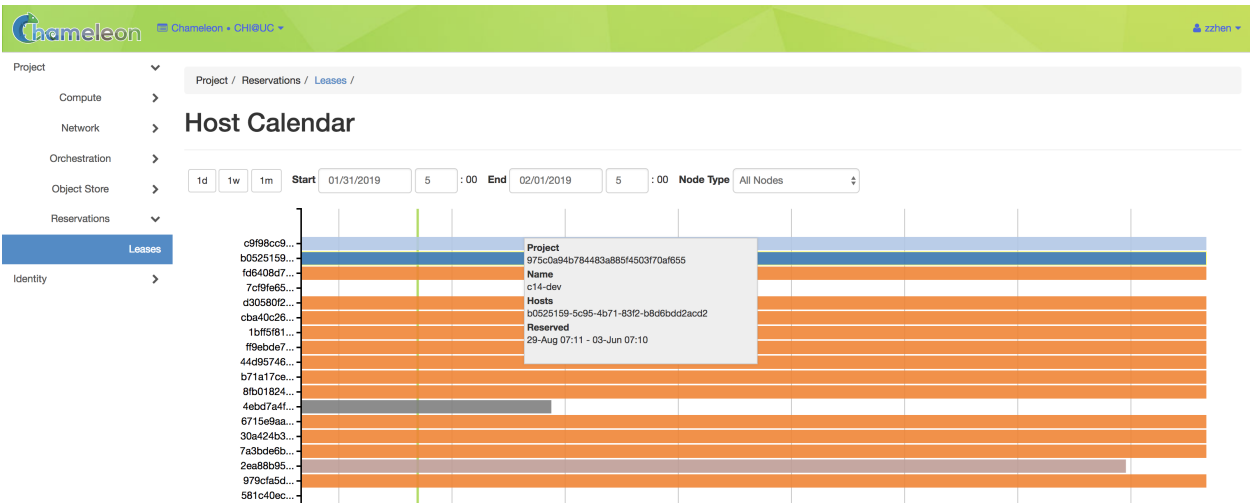 Chameleon
Chameleon • CHI@UC
zzhen
Project
Compute
Network
Orchestration
Object Store
Reservations
Leases
Identity
Project / Reservations / Leases /
Host Calendar
1d 1w 1m Start 01/31/2019 5 : 00 End 02/01/2019 5 : 00 Node Type All Nodes
c9f98cc9...
b0525159...
fd6408d7...
7cf9fe65...
d30580f2...
cba40c26...
1bff5f81...
ff9ebde7...
44d95746...
b71a17ce...
8fb01824...
4ebd7a4f...
6715e9aa...
30a424b3...
7a3bde6b...
2ea88b95...
979cfa5d...
581c40ec...
Project
975c0a94b784483a885f4503f70af655
Name
c14-dev
Hosts
b0525159-5c95-4b71-83f2-b8d6bdd2acd2
Reserved
29-Aug 07:11 - 03-Jun 07:10